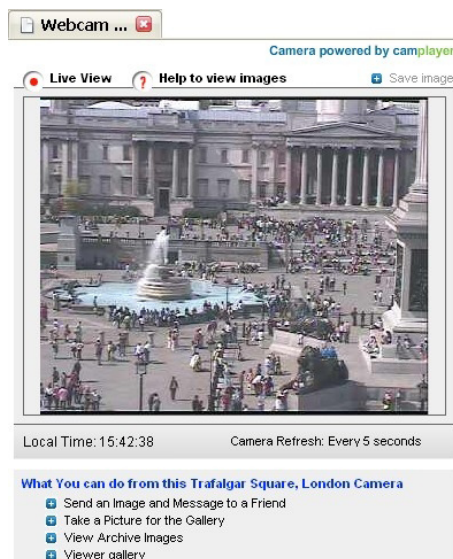 Webcam ...
Camera powered by camplayer
Live View ? Help to view images Save image
Local Time: 15:42:38 Camera Refresh: Every 5 seconds
What You can do from this Trafalgar Square, London Camera
Send an Image and Message to a Friend
Take a Picture for the Gallery
View Archive Images
Viewer gallery